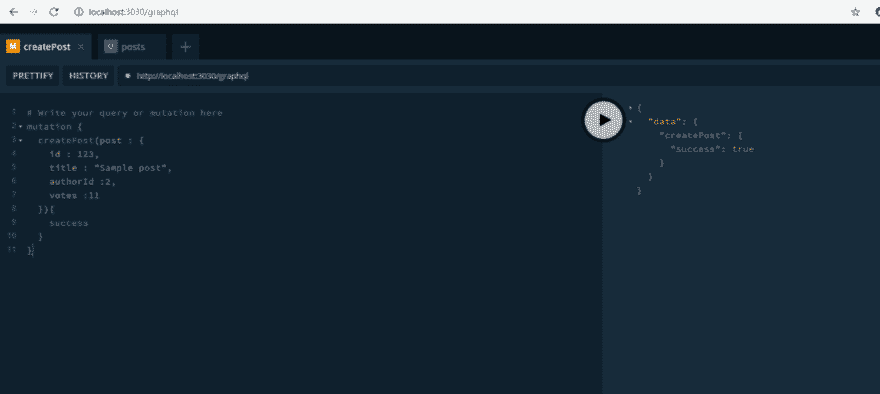 localhost:3030/graphql
createPost
posts
PRETTIFY HISTORY http://localhost:3030/graphql
1 # Write your query or mutation here
2 mutation {
3 createPost(post : {
4 id : 123,
5 title : "Sample post",
6 authorId :2,
7 votes :11
8 }){
9 success
10 }
11 }
{
"data": {
"createPost": {
"success": true
}
}
}